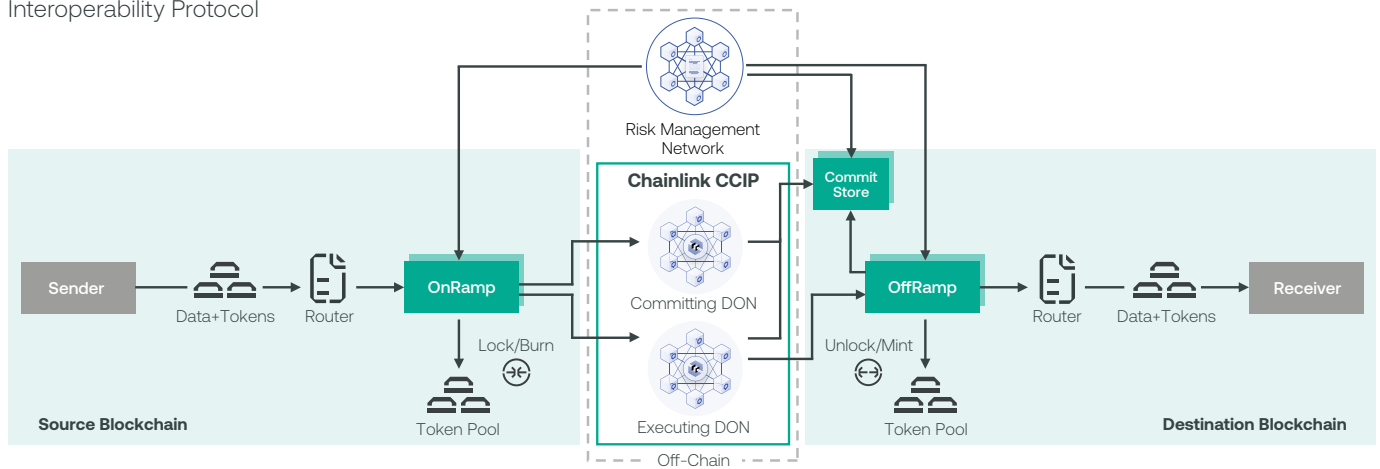 Interoperability Protocol
Risk Management
Network
Chainlink CCIP
Commit
Store
Sender
Data+Tokens
Router
OnRamp
Committing DON
OffRamp
Router
Data+Tokens
Receiver
Lock/Burn
Unlock/Mint
Token Pool
Executing DON
Token Pool
Source Blockchain
Destination Blockchain
Off-Chain